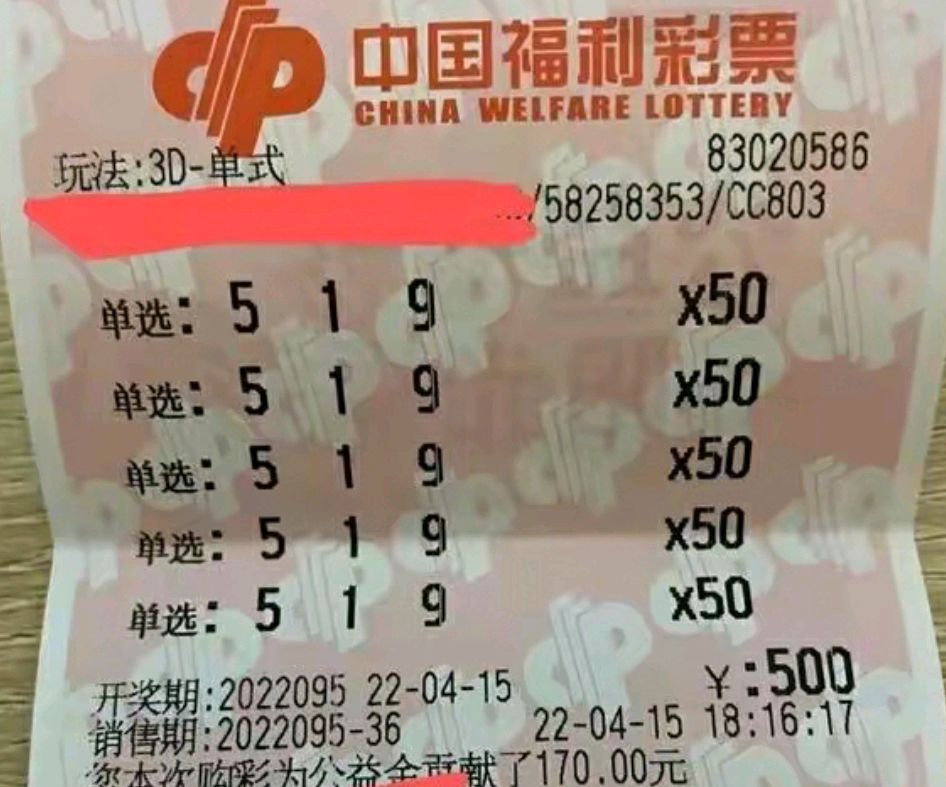 中国福利彩票
CHINA WELFARE LOTTERY
玩法:3D-单式 83020586
/58258353/CC803
单选: 5 1 9 x50
单选: 5 1 9 x50
单选: 5 1 9 x50
单选: 5 1 9 x50
单选: 5 1 9 x50
¥:500
开奖期:2022095 22-04-15
销售期:2022095-36 22-04-15 18:16:17
您本次购彩为公益金贡献了170.00元